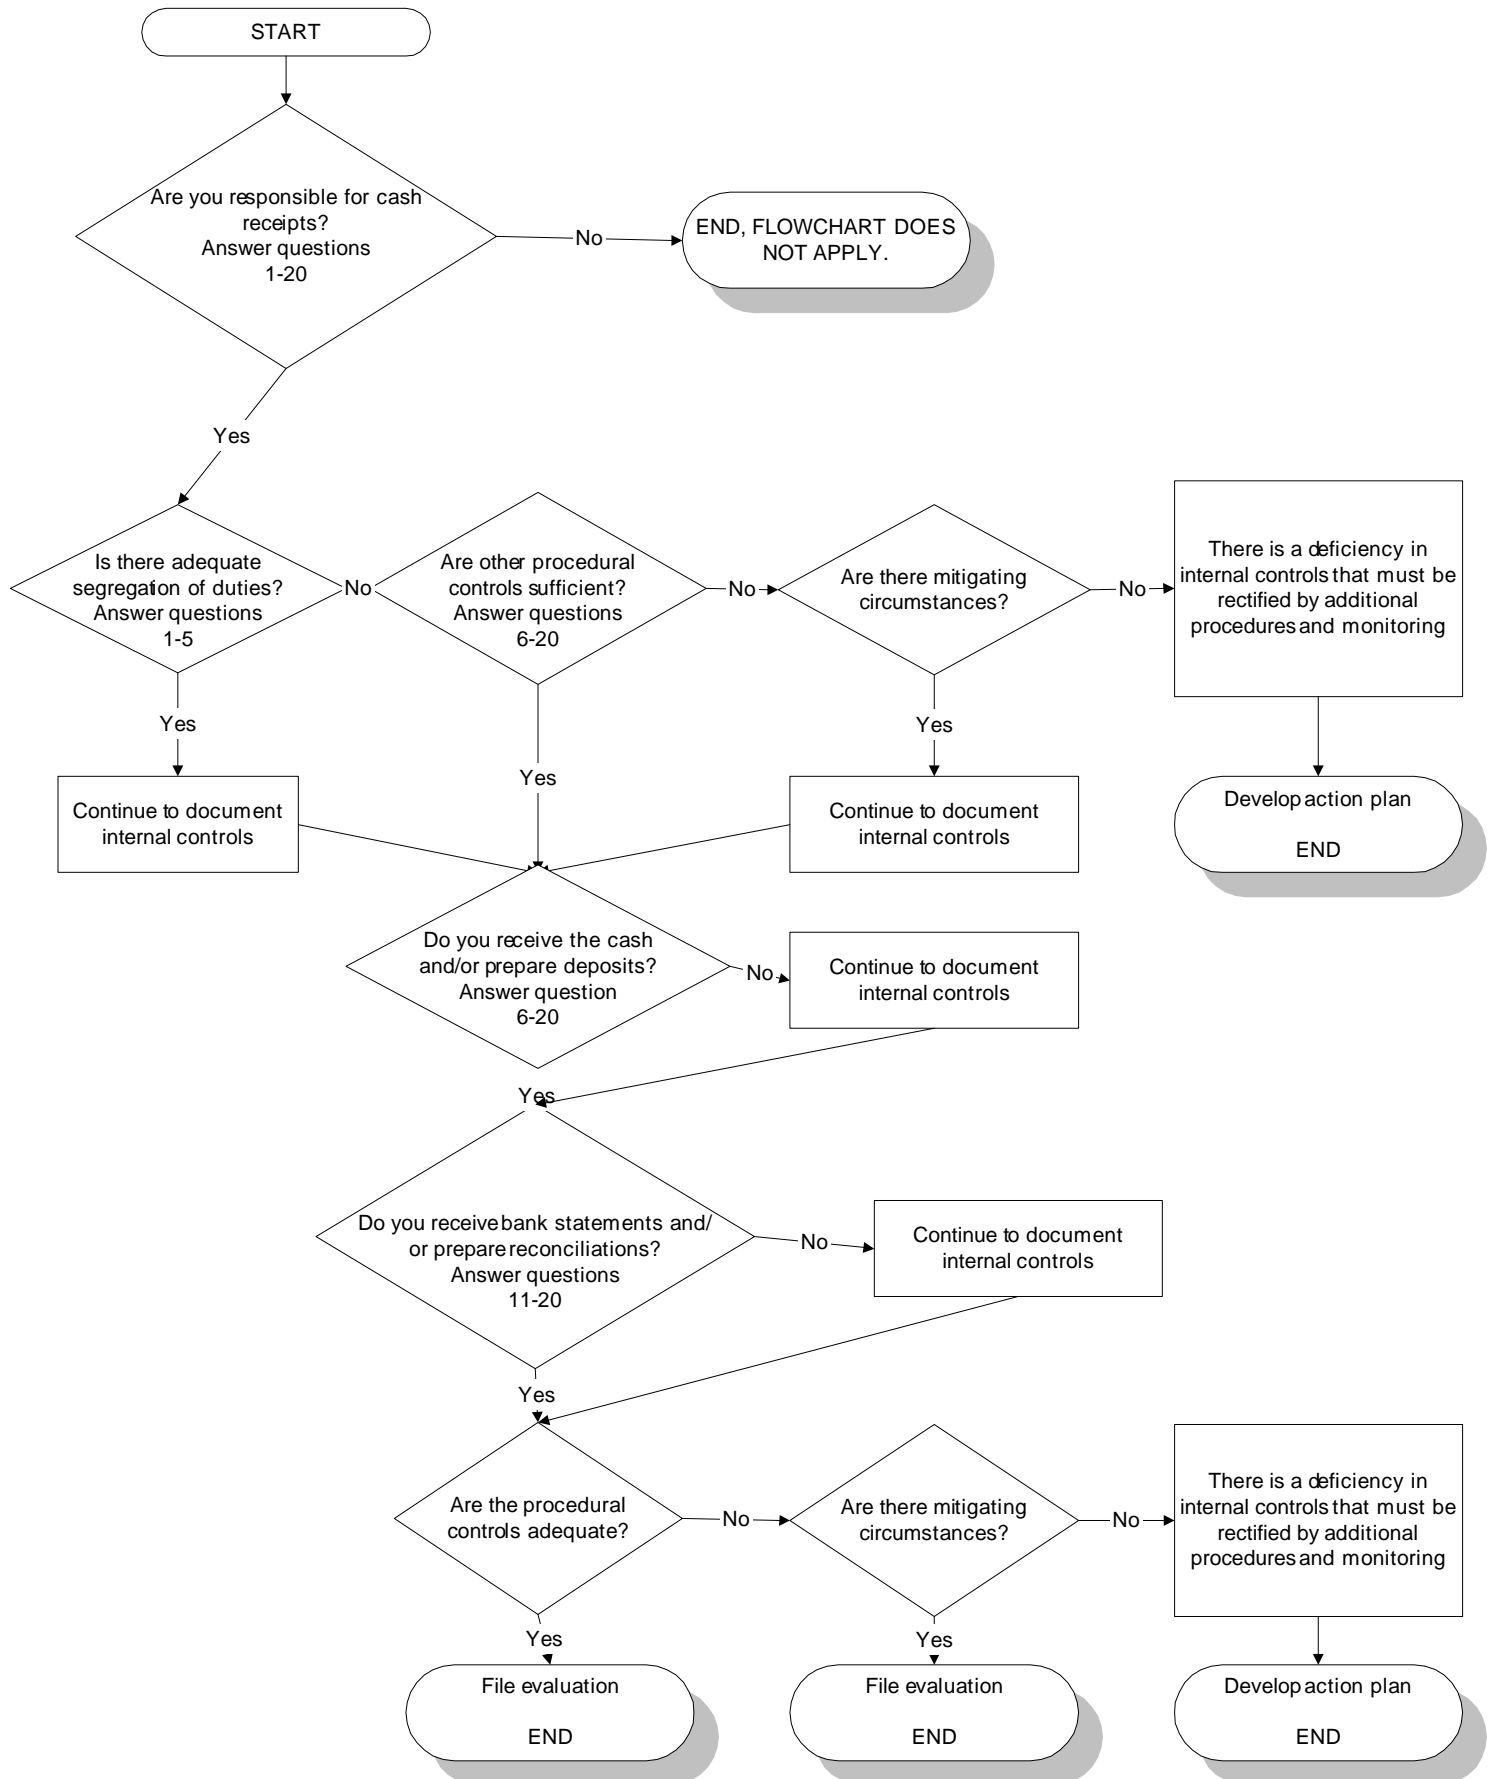 START
Are you responsible for cash
receipts?
Answer questions
1-20
No
END, FLOWCHART DOES
NOT APPLY.
Yes
Is there adequate
segregation of duties?
Answer questions
1-5
No
Are other procedural
controls sufficient?
Answer questions
6-20
No
Are there mitigating
circumstances?
No
There is a deficiency in
internal controls that must be
rectified by additional
procedures and monitoring
Yes
Continue to document
internal controls
Yes
Yes
Continue to document
internal controls
Develop action plan
END
Do you receive the cash
and/or prepare deposits?
Answer question
6-20
No
Continue to document
internal controls
Yes
Do you receive bank statements and/
or prepare reconciliations?
Answer questions
11-20
No
Continue to document
internal controls
Yes
Are the procedural
controls adequate?
No
Are there mitigating
circumstances?
No
There is a deficiency in
internal controls that must be
rectified by additional
procedures and monitoring
Yes
File evaluation
END
Yes
File evaluation
END
Develop action plan
END